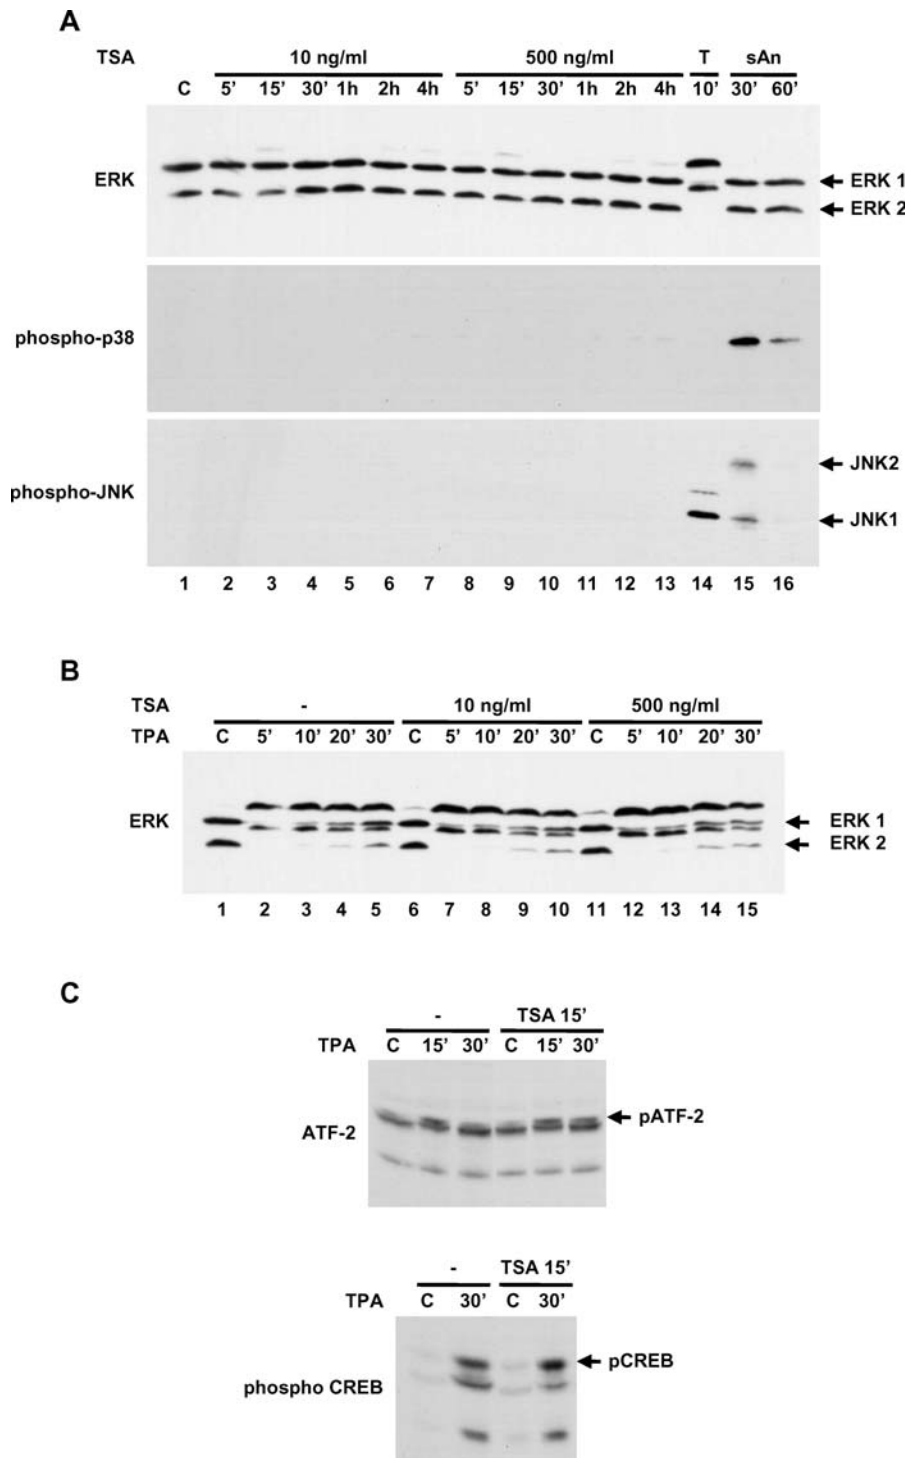 A
TSA 10 ng/ml 500 ng/ml T sAn
C 5' 15' 30' 1h 2h 4h 5' 15' 30' 1h 2h 4h 10' 30' 60'
ERK ERK 1
ERK 2
phospho-p38
JNK2
phospho-JNK
JNK1
1 2 3 4 5 6 7 8 9 10 11 12 13 14 15 16
B
TSA - 10 ng/ml 500 ng/ml
TPA C 5' 10' 20' 30' C 5' 10' 20' 30' C 5' 10' 20' 30'
ERK ERK 1
ERK 2
1 2 3 4 5 6 7 8 9 10 11 12 13 14 15
C
- TSA 15'
TPA C 15' 30' C 15' 30'
pATF-2
ATF-2
- TSA 15'
TPA C 30' C 30'
pCREB
phospho CREB